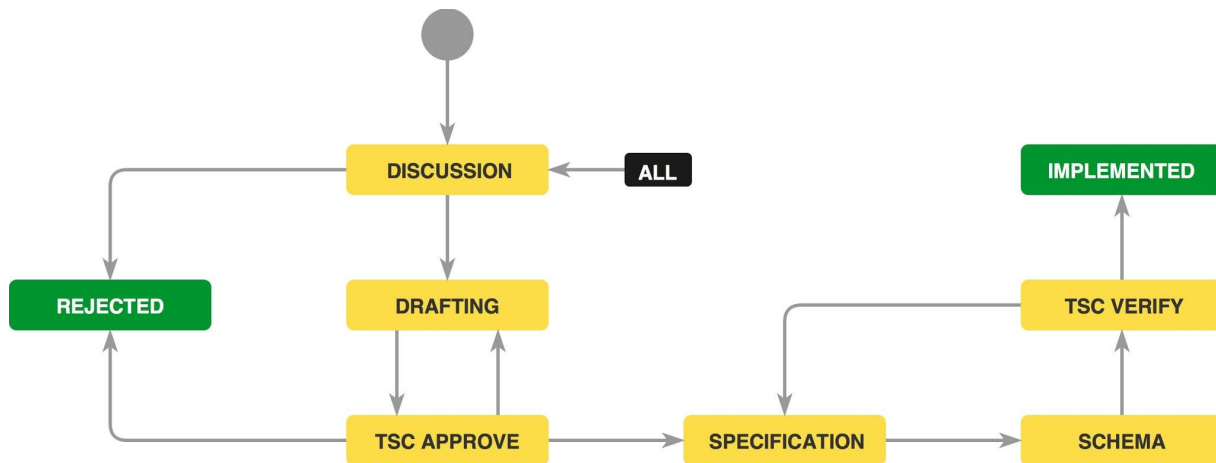 DISCUSSION
ALL
IMPLEMENTED
REJECTED
DRAFTING
TSC VERIFY
TSC APPROVE
SPECIFICATION
SCHEMA